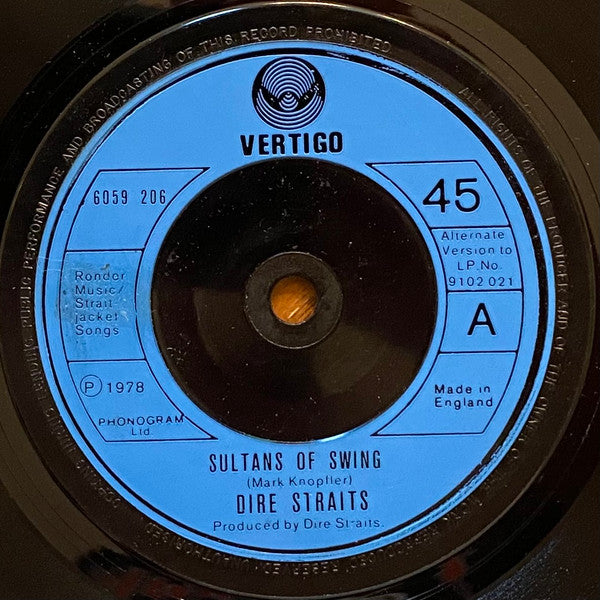 VERTIGO
6059 206
45
Rondor
Music/
Strait
jacket
Songs
Alternate
Version to
LP.No.
9102 021
A
℗ 1978
Made in
England
PHONOGRAM
Ltd.
SULTANS OF SWING
(Mark Knopfler)
DIRE STRAITS
Produced by Dire Straits.
ALL RIGHTS OF THE PRODUCER AND OF THE
PUBLIC PERFORMANCE AND BROADCASTING OF THIS RECORD PROHIBITED